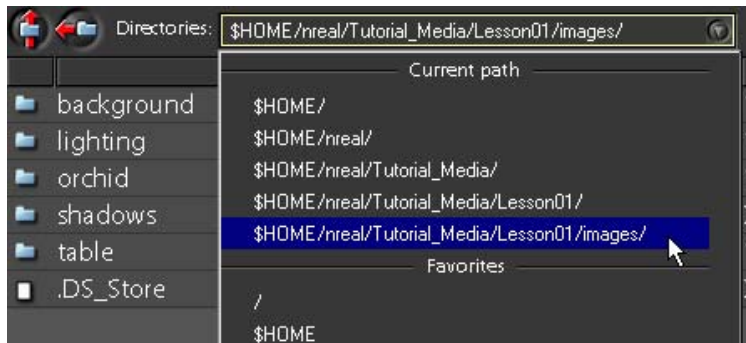 Directories: $HOME/nreal/Tutorial_Media/Lesson01/images/
Current path
$HOME/
$HOME/nreal/
$HOME/nreal/Tutorial_Media/
$HOME/nreal/Tutorial_Media/Lesson01/
$HOME/nreal/Tutorial_Media/Lesson01/images/
Favorites
/
$HOME
background
lighting
orchid
shadows
table
.DS_Store